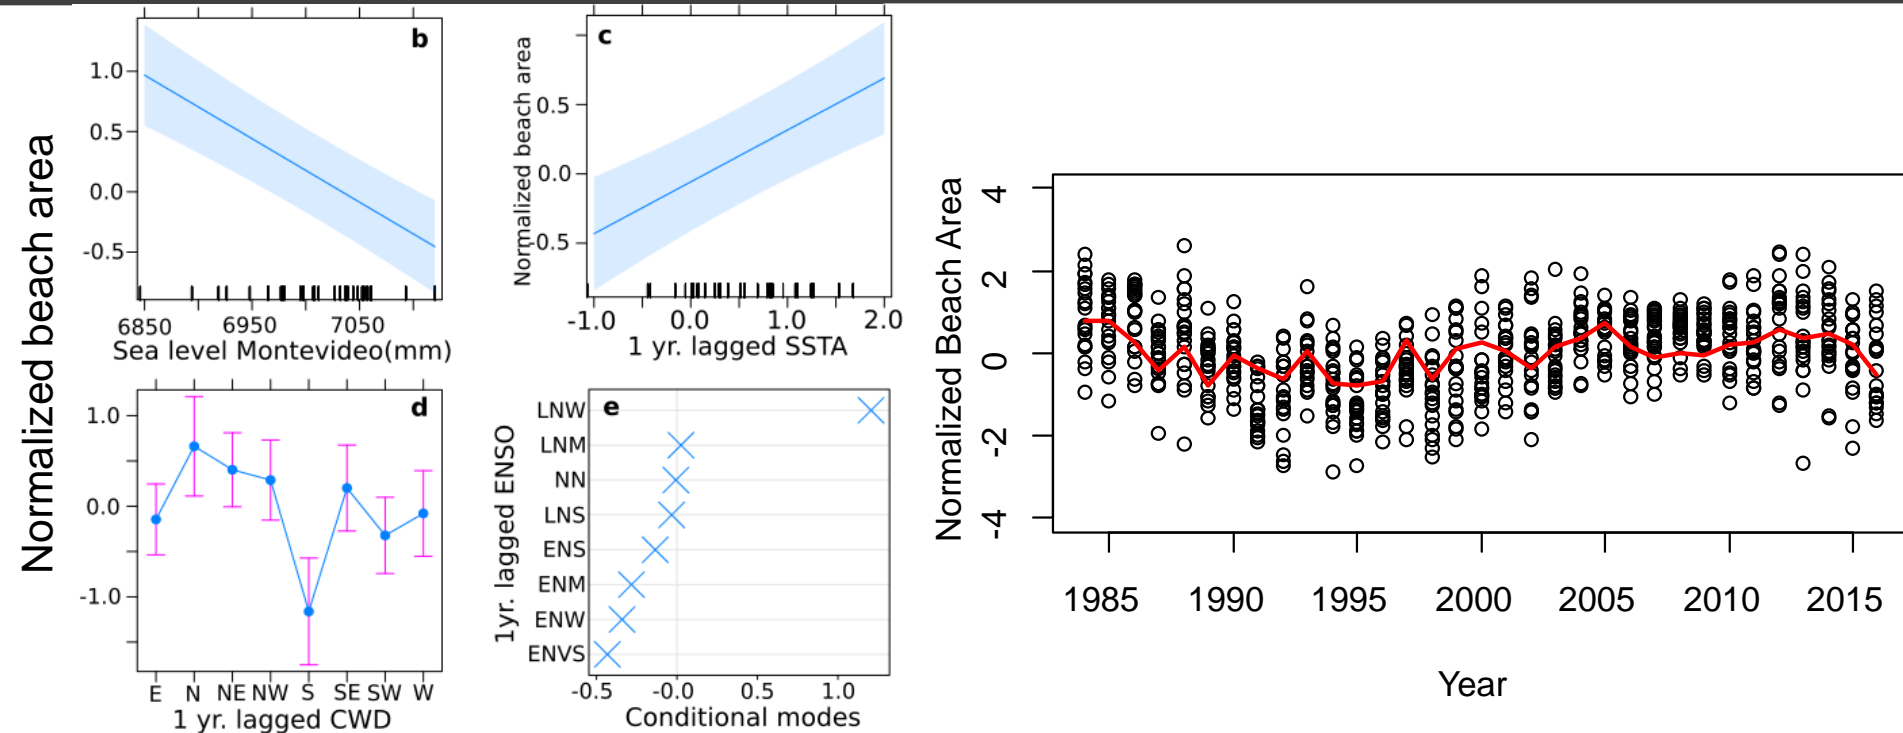 Normalized beach area
b
1.0
0.5
0.0
-0.5
6850 6950 7050
Sea level Montevideo(mm)
c
Normalized beach area
0.5
0.0
-0.5
-1.0 0.0 1.0 2.0
1 yr. lagged SSTA
d
1.0
0.0
-1.0
E N NE NW S SE SW W
1 yr. lagged CWD
e
1yr. lagged ENSO
LNW
LNM
NN
LNS
ENS
ENM
ENW
ENVS
-0.5 -0.0 0.5 1.0
Conditional modes
Normalized Beach Area
4
2
0
-2
-4
1985 1990 1995 2000 2005 2010 2015
Year